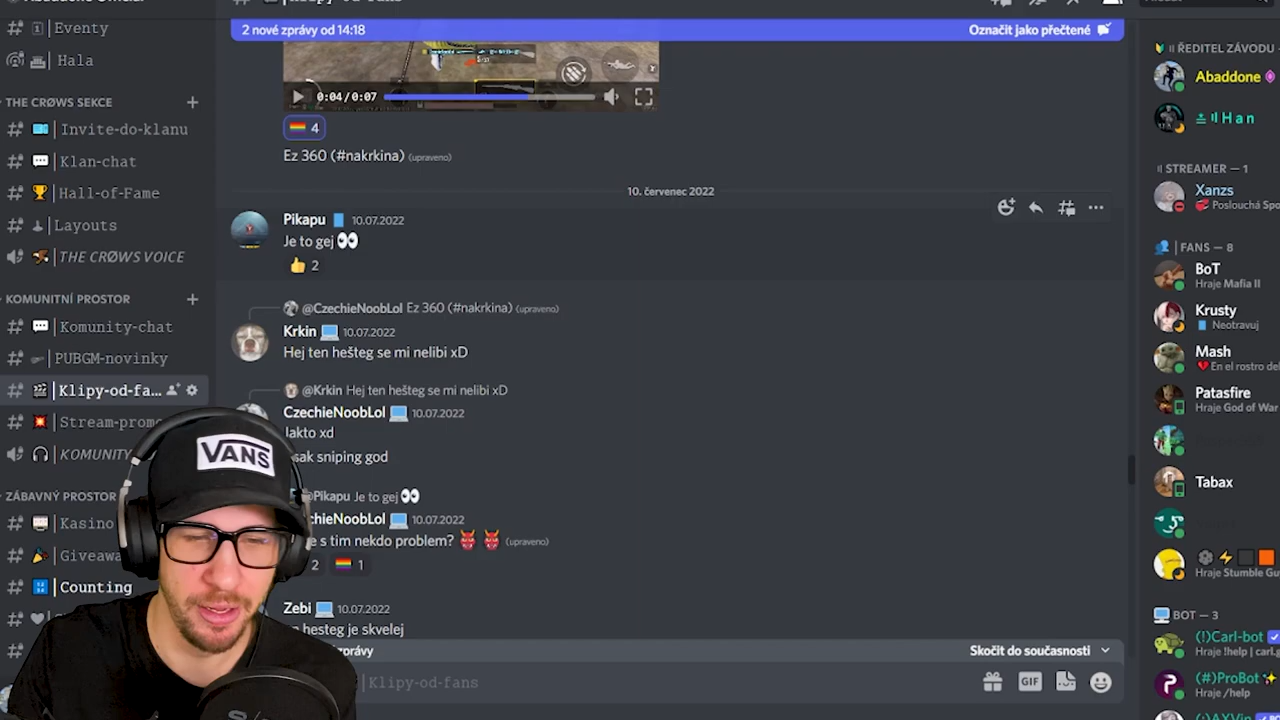 2 nové zprávy od 14:18
Označit jako přečtené
Eventy
Hala
THE CRØWS SEKCE
Invite-do-klanu
Klan-chat
Hall-of-Fame
Layouts
THE CRØWS VOICE
KOMUNITNÍ PROSTOR
Komunity-chat
PUBGM-novinky
Klipy-od-fa...
Stream-promo
KOMUNITY
ZÁBAVNÝ PROSTOR
Kasino
Giveawa
Counting
0:04/0:07
4
Ez 360 (#nakrkina) (upraveno)
10. červenec 2022
Pikapu 10.07.2022
Je to gej
2
@CzechieNoobLol Ez 360 (#nakrkina) (upraveno)
Krkin 10.07.2022
Hej ten hešteg se mi nelibi xD
@Krkin Hej ten hešteg se mi nelibi xD
CzechieNoobLol 10.07.2022
Jakto xd
sak sniping god
@Pikapu Je to gej
chieNoobLol 10.07.2022
e s tim nekdo problem? (upraveno)
2 1
Zebi 10.07.2022
hesteg je skvelej
zprávy
Skočit do současnosti
Klipy-od-fans
GIF
VANS
ŘEDITEL ZÁVODU
Abaddone
Han
STREAMER — 1
Xanzs
Poslouchá Spo
FANS — 8
BoT
Hraje Mafia II
Krusty
Neotravuj
Mash
En el rostro de
Patasfire
Hraje God of War
Tabax
Hraje Stumble Gu
BOT — 3
(!)Carl-bot
Hraje !help | carl.g
(#)ProBot
Hraje /help